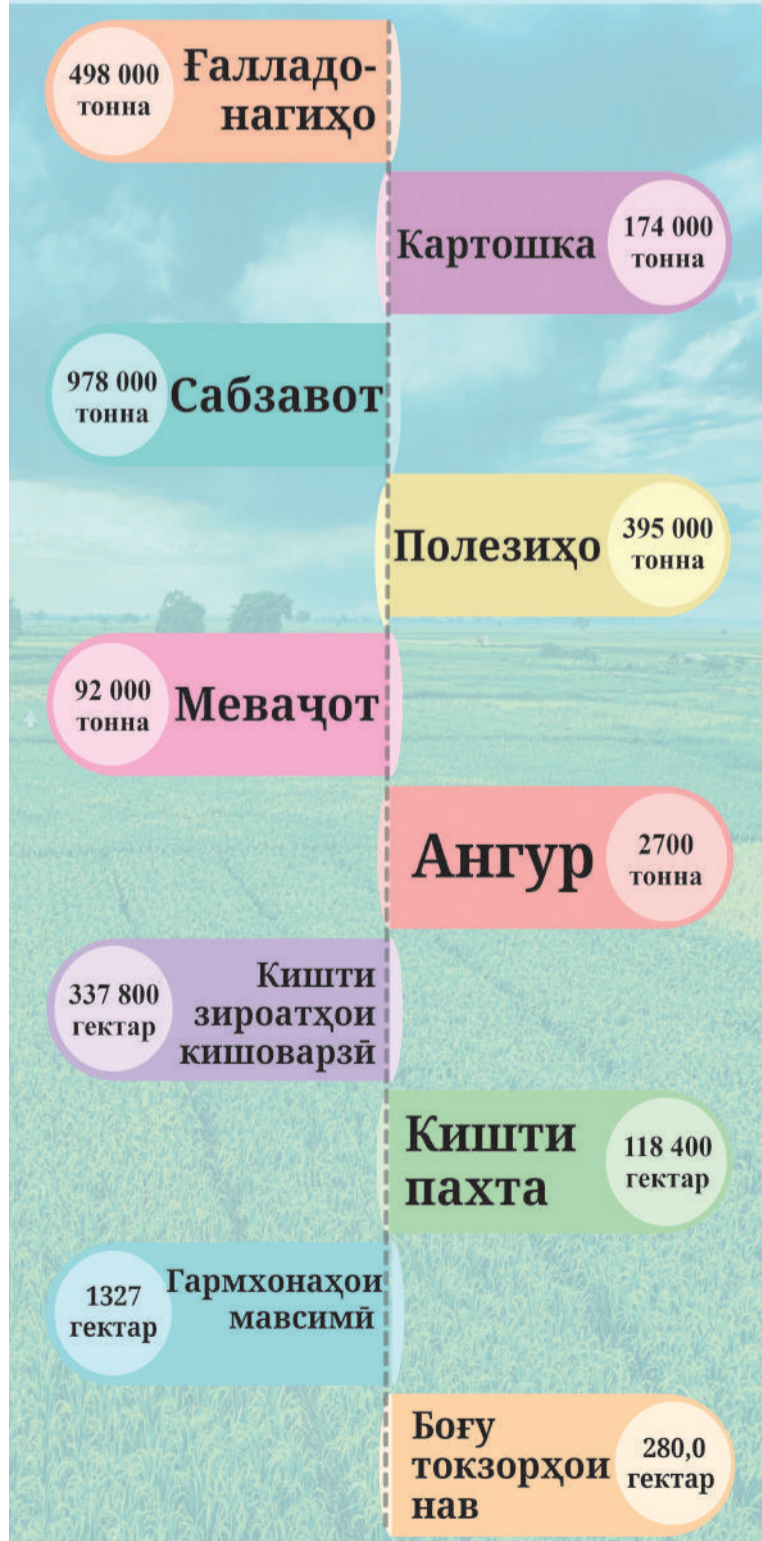 498 000
тонна
Ғалладо-
нагиҳо
Картошка
174 000
тонна
978 000
тонна
Сабзавот
Полезиҳо
395 000
тонна
92 000
тонна
Меваҷот
Ангур
2700
тонна
337 800
гектар
Кишти
зироатҳои
кишоварзӣ
Кишти
пахта
118 400
гектар
1327
гектар
Гармхонаҳои
мавсимӣ
Боғу
токзорҳои
нав
280,0
гектар